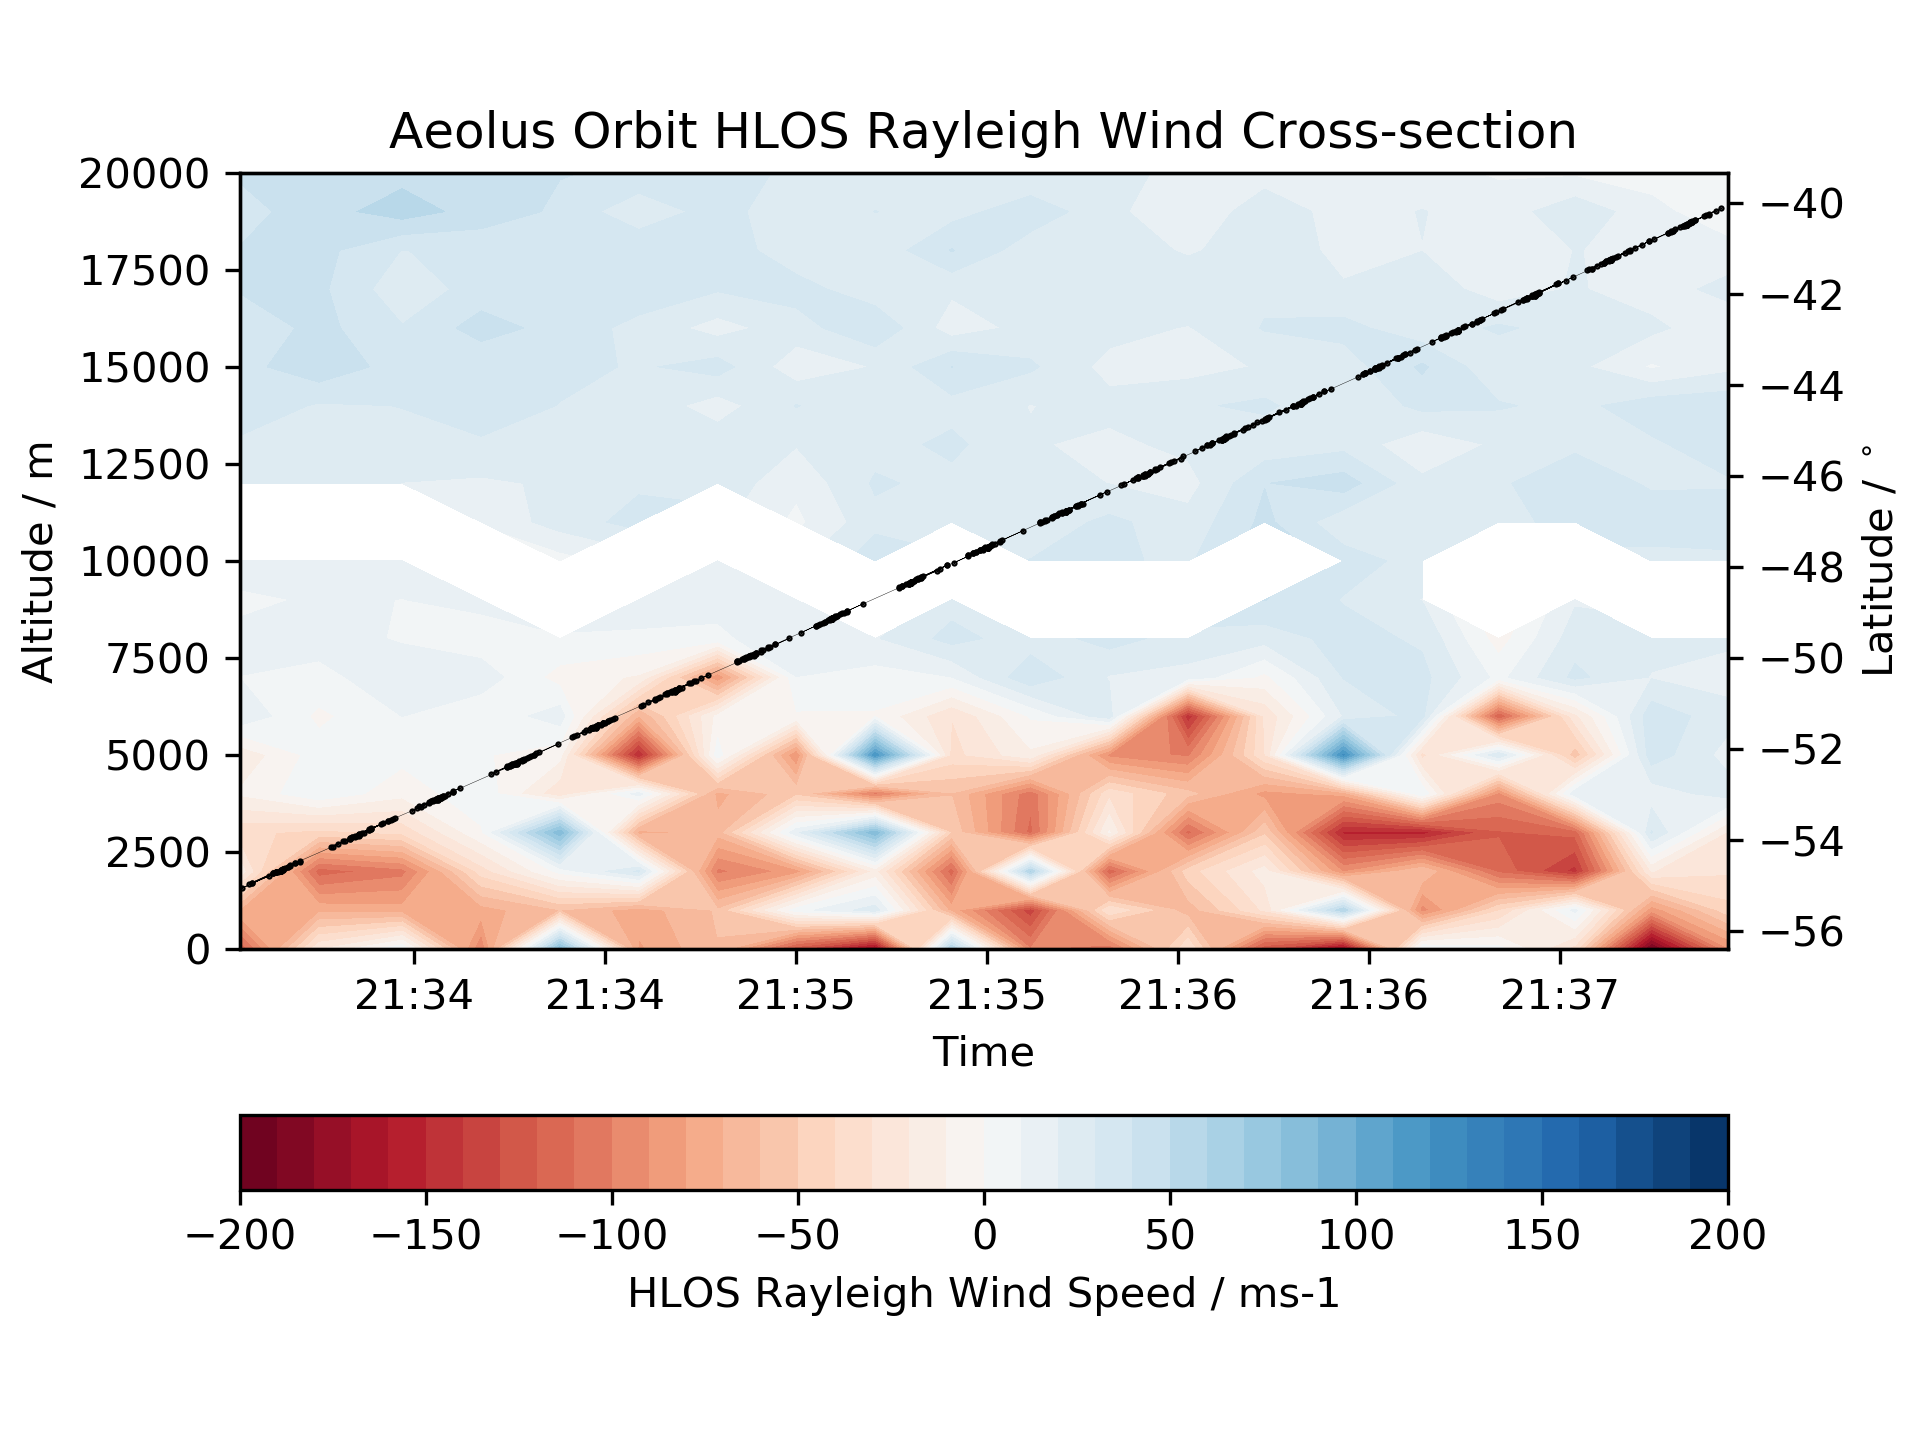 Aeolus Orbit HLOS Rayleigh Wind Cross-section
20000
17500
15000
12500
10000
7500
5000
2500
0
Altitude / m
−40
−42
−44
−46
−48
−50
−52
−54
−56
Latitude / °
21:34 21:34 21:35 21:35 21:36 21:36 21:37
Time
−200 −150 −100 −50 0 50 100 150 200
HLOS Rayleigh Wind Speed / ms-1